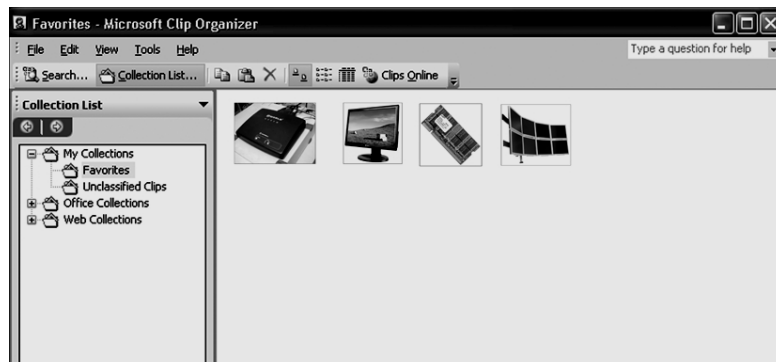 Favorites - Microsoft Clip Organizer
File Edit View Tools Help Type a question for help
Search... Collection List... Clips Online
Collection List
My Collections
Favorites
Unclassified Clips
Office Collections
Web Collections